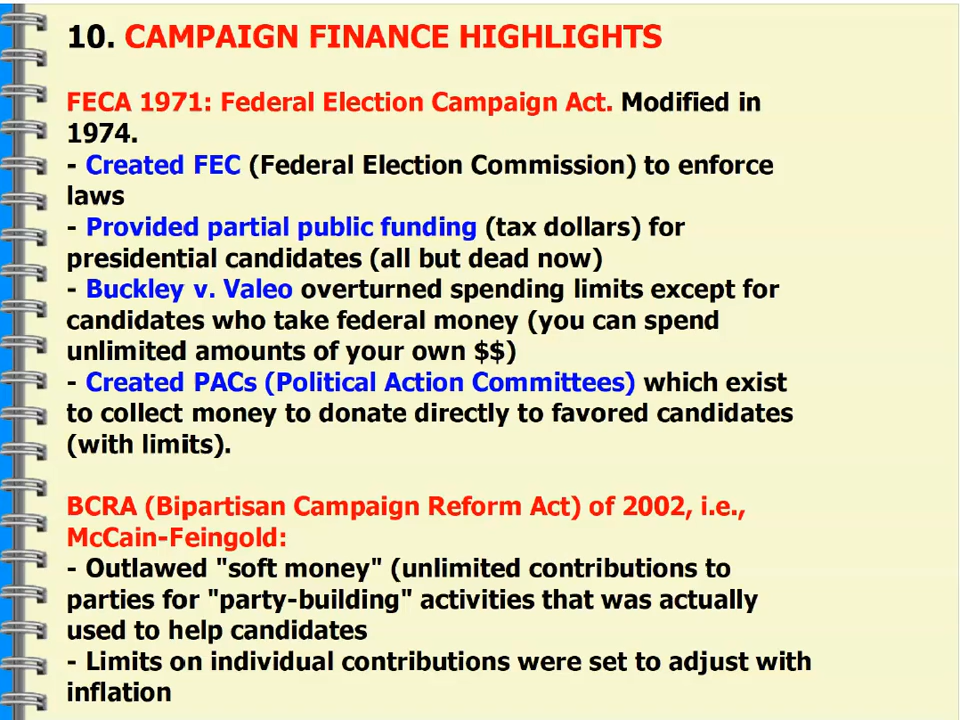 10. CAMPAIGN FINANCE HIGHLIGHTS
FECA 1971: Federal Election Campaign Act. Modified in
1974.
- Created FEC (Federal Election Commission) to enforce
laws
- Provided partial public funding (tax dollars) for
presidential candidates (all but dead now)
- Buckley v. Valeo overturned spending limits except for
candidates who take federal money (you can spend
unlimited amounts of your own $$)
- Created PACs (Political Action Committees) which exist
to collect money to donate directly to favored candidates
(with limits).
BCRA (Bipartisan Campaign Reform Act) of 2002, i.e.,
McCain-Feingold:
- Outlawed "soft money" (unlimited contributions to
parties for "party-building" activities that was actually
used to help candidates
- Limits on individual contributions were set to adjust with
inflation